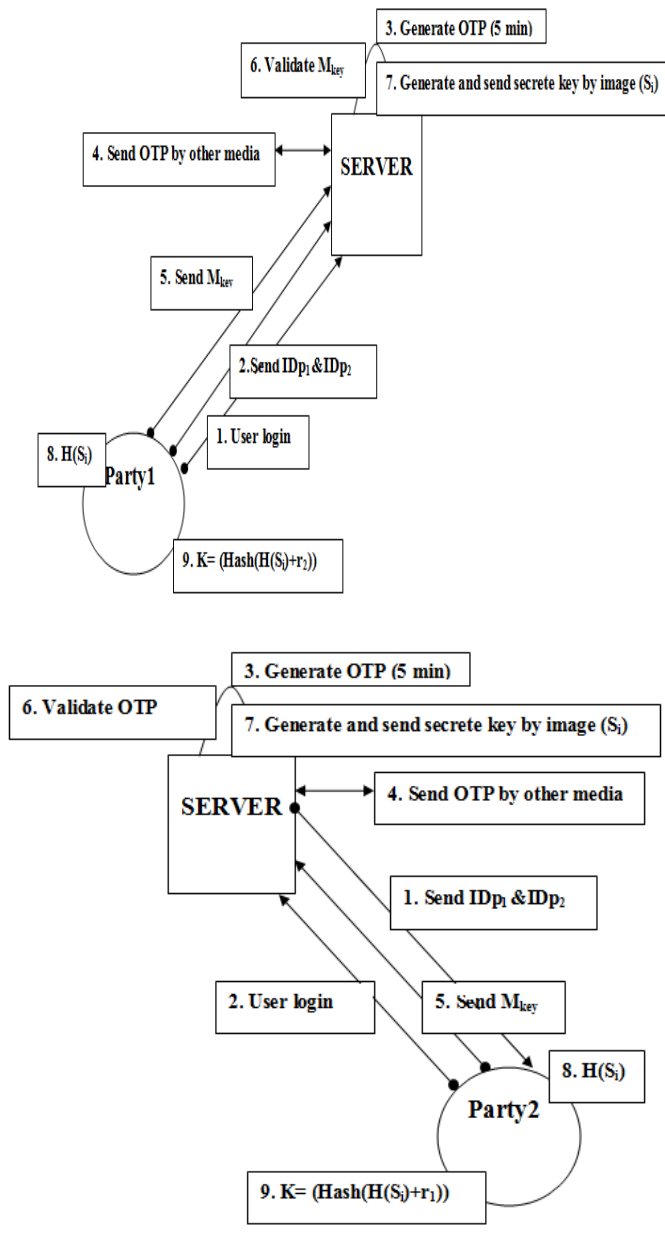 3. Generate OTP (5 min)
6. Validate Mkey
7. Generate and send secrete key by image (Si)
4. Send OTP by other media
SERVER
5. Send Mkey
2.Send IDp1 &IDp2
1. User login
8. H(Si)
Party1
9. K= (Hash(H(Si)+r2))
3. Generate OTP (5 min)
6. Validate OTP
7. Generate and send secrete key by image (Si)
SERVER
4. Send OTP by other media
1. Send IDp1 &IDp2
2. User login
5. Send Mkey
8. H(Si)
Party2
9. K= (Hash(H(Si)+r1))